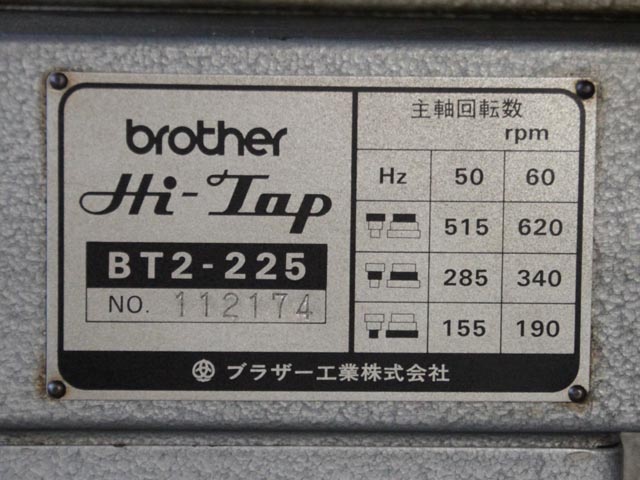 brother
Hi-Tap
BT2-225
NO. 112174
主軸回転数
rpm
Hz 50 60
515 620
285 340
155 190
ブラザー工業株式会社